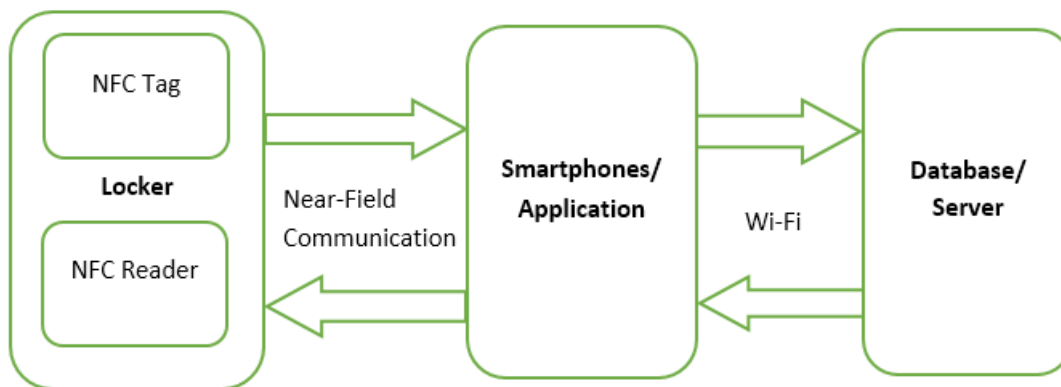 NFC Tag
Locker
NFC Reader
Near-Field
Communication
Smartphones/
Application
Wi-Fi
Database/
Server